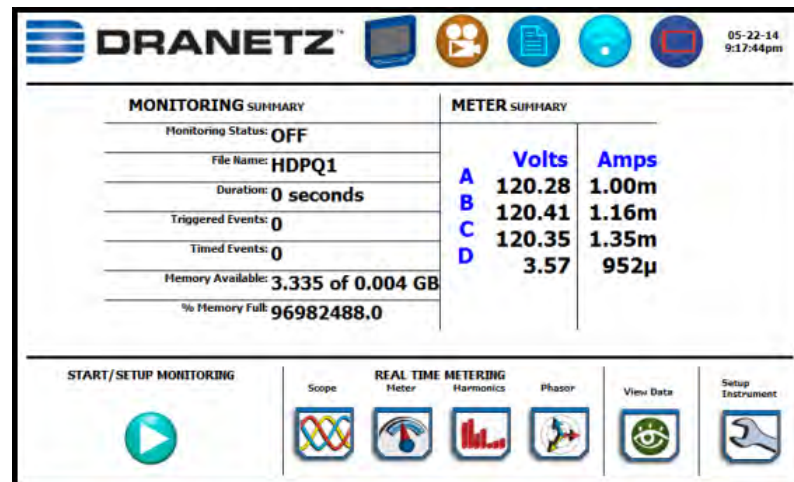 DRANETZ
05-22-14
9:17:44pm
MONITORING SUMMARY
Monitoring Status: OFF
File Name: HDPQ1
Duration: 0 seconds
Triggered Events: 0
Timed Events: 0
Memory Available: 3.335 of 0.004 GB
% Memory Full: 96982488.0
METER SUMMARY
Volts Amps
A 120.28 1.00m
B 120.41 1.16m
C 120.35 1.35m
D 3.57 952µ
START/SETUP MONITORING
REAL TIME METERING
Scope Meter Harmonics Phasor
View Data
Setup
Instrument